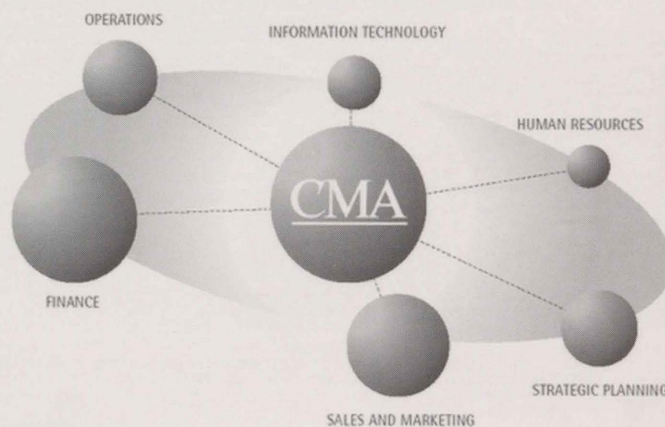 OPERATIONS
INFORMATION TECHNOLOGY
HUMAN RESOURCES
CMA
FINANCE
STRATEGIC PLANNING
SALES AND MARKETING